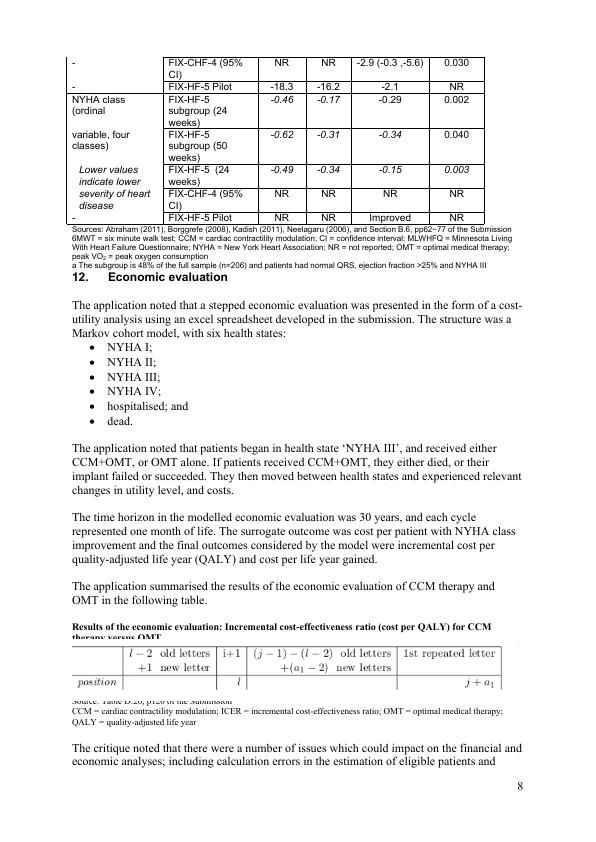 - FIX-CHF-4 (95% CI) NR NR -2.9 (-0.3 ,-5.6) 0.030
- FIX-HF-5 Pilot -18.3 -16.2 -2.1 NR
NYHA class (ordinal FIX-HF-5 subgroup (24 weeks) -0.46 -0.17 -0.29 0.002
variable, four classes) FIX-HF-5 subgroup (50 weeks) -0.62 -0.31 -0.34 0.040
Lower values indicate lower FIX-HF-5 (24 weeks) -0.49 -0.34 -0.15 0.003
severity of heart disease FIX-CHF-4 (95% CI) NR NR NR NR
- FIX-HF-5 Pilot NR NR Improved NR
Sources: Abraham (2011), Borggrefe (2008), Kadish (2011), Neelagaru (2006), and Section B.6, pp62–77 of the Submission
6MWT = six minute walk test; CCM = cardiac contractility modulation; CI = confidence interval; MLWHFQ = Minnesota Living
With Heart Failure Questionnaire; NYHA = New York Heart Association; NR = not reported; OMT = optimal medical therapy;
peak VO2 = peak oxygen consumption
a The subgroup is 48% of the full sample (n=206) and patients had normal QRS, ejection fraction >25% and NYHA III
12. Economic evaluation
The application noted that a stepped economic evaluation was presented in the form of a cost-
utility analysis using an excel spreadsheet developed in the submission. The structure was a
Markov cohort model, with six health states:
• NYHA I;
• NYHA II;
• NYHA III;
• NYHA IV;
• hospitalised; and
• dead.
The application noted that patients began in health state ‘NYHA III’, and received either
CCM+OMT, or OMT alone. If patients received CCM+OMT, they either died, or their
implant failed or succeeded. They then moved between health states and experienced relevant
changes in utility level, and costs.
The time horizon in the modelled economic evaluation was 30 years, and each cycle
represented one month of life. The surrogate outcome was cost per patient with NYHA class
improvement and the final outcomes considered by the model were incremental cost per
quality-adjusted life year (QALY) and cost per life year gained.
The application summarised the results of the economic evaluation of CCM therapy and
OMT in the following table.
Results of the economic evaluation: Incremental cost-effectiveness ratio (cost per QALY) for CCM
therapy versus OMT
l − 2 old letters i+1 (j − 1) − (l − 2) old letters 1st repeated letter
+1 new letter +(a₁ − 2) new letters
position l j + a₁
Source: Table D.20, p120 of the Submission
CCM = cardiac contractility modulation; ICER = incremental cost-effectiveness ratio; OMT = optimal medical therapy;
QALY = quality-adjusted life year
The critique noted that there were a number of issues which could impact on the financial and
economic analyses; including calculation errors in the estimation of eligible patients and
8